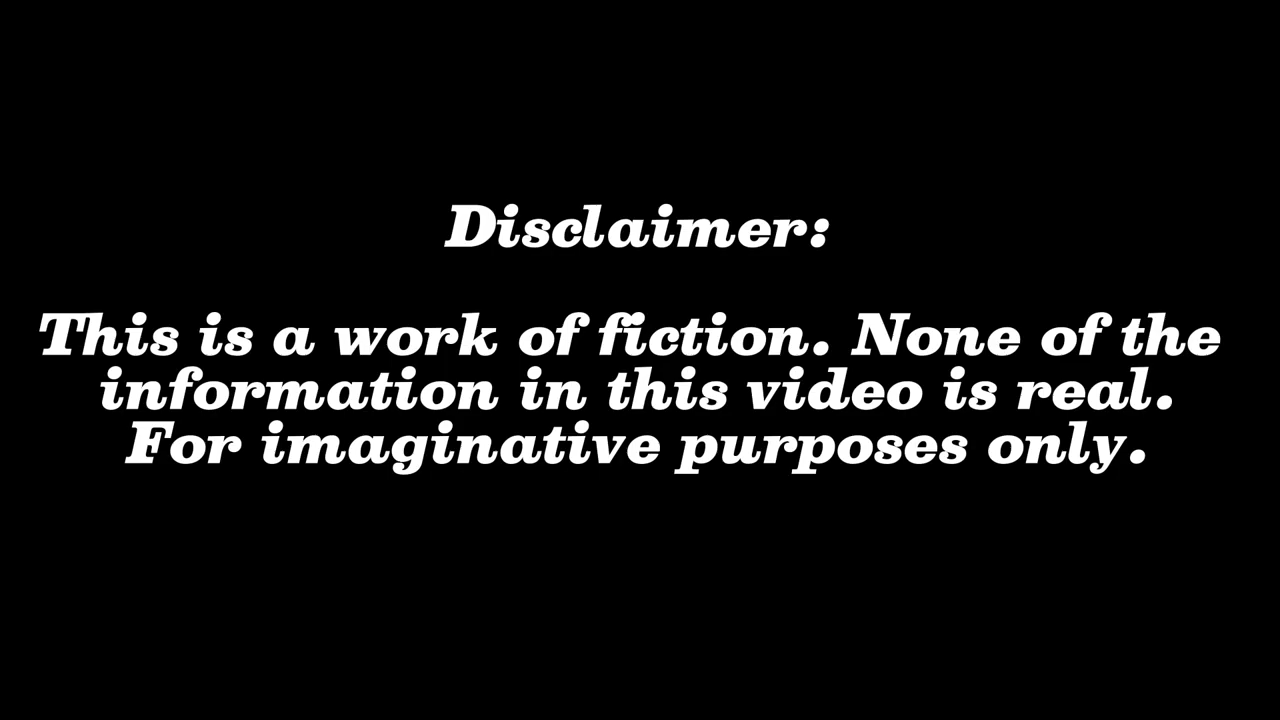 Disclaimer:
This is a work of fiction. None of the
information in this video is real.
For imaginative purposes only.